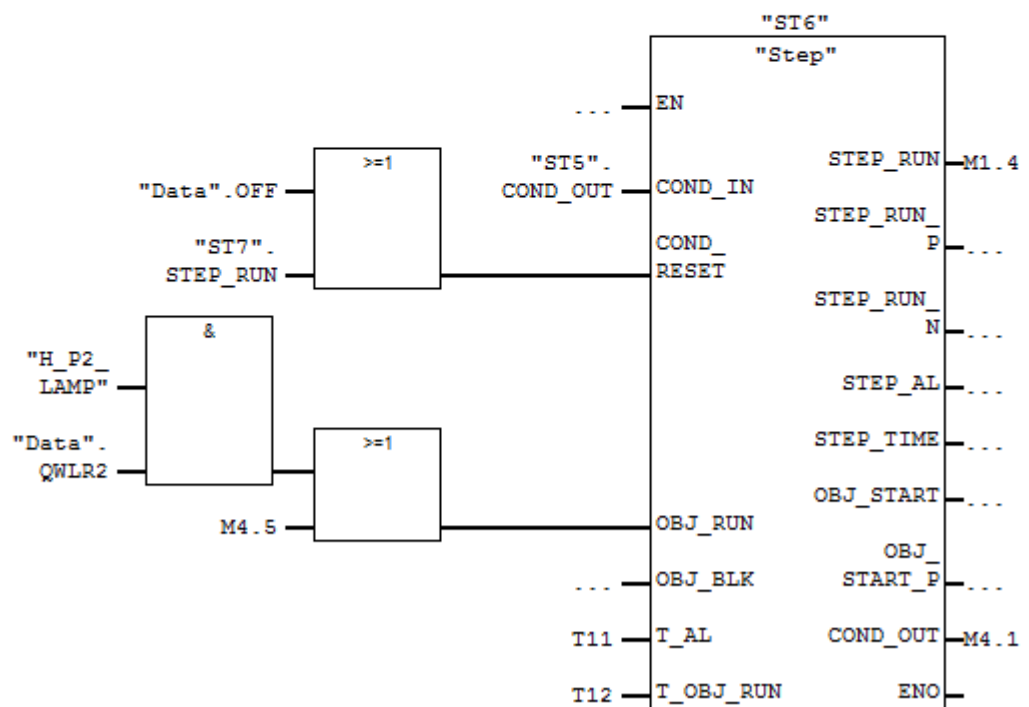 "ST6"
"Step"
... EN
>=1
"ST5".
STEP_RUN M1.4
"Data".OFF
COND_OUT COND_IN
STEP_RUN_
P ...
"ST7".
STEP_RUN
COND_
RESET
STEP_RUN_
N ...
&
"H_P2_
LAMP"
STEP_AL ...
"Data".
QWLR2
>=1
STEP_TIME ...
OBJ_START ...
M4.5
OBJ_RUN
OBJ_
START_P ...
... OBJ_BLK
T11 T_AL
COND_OUT M4.1
T12 T_OBJ_RUN
ENO